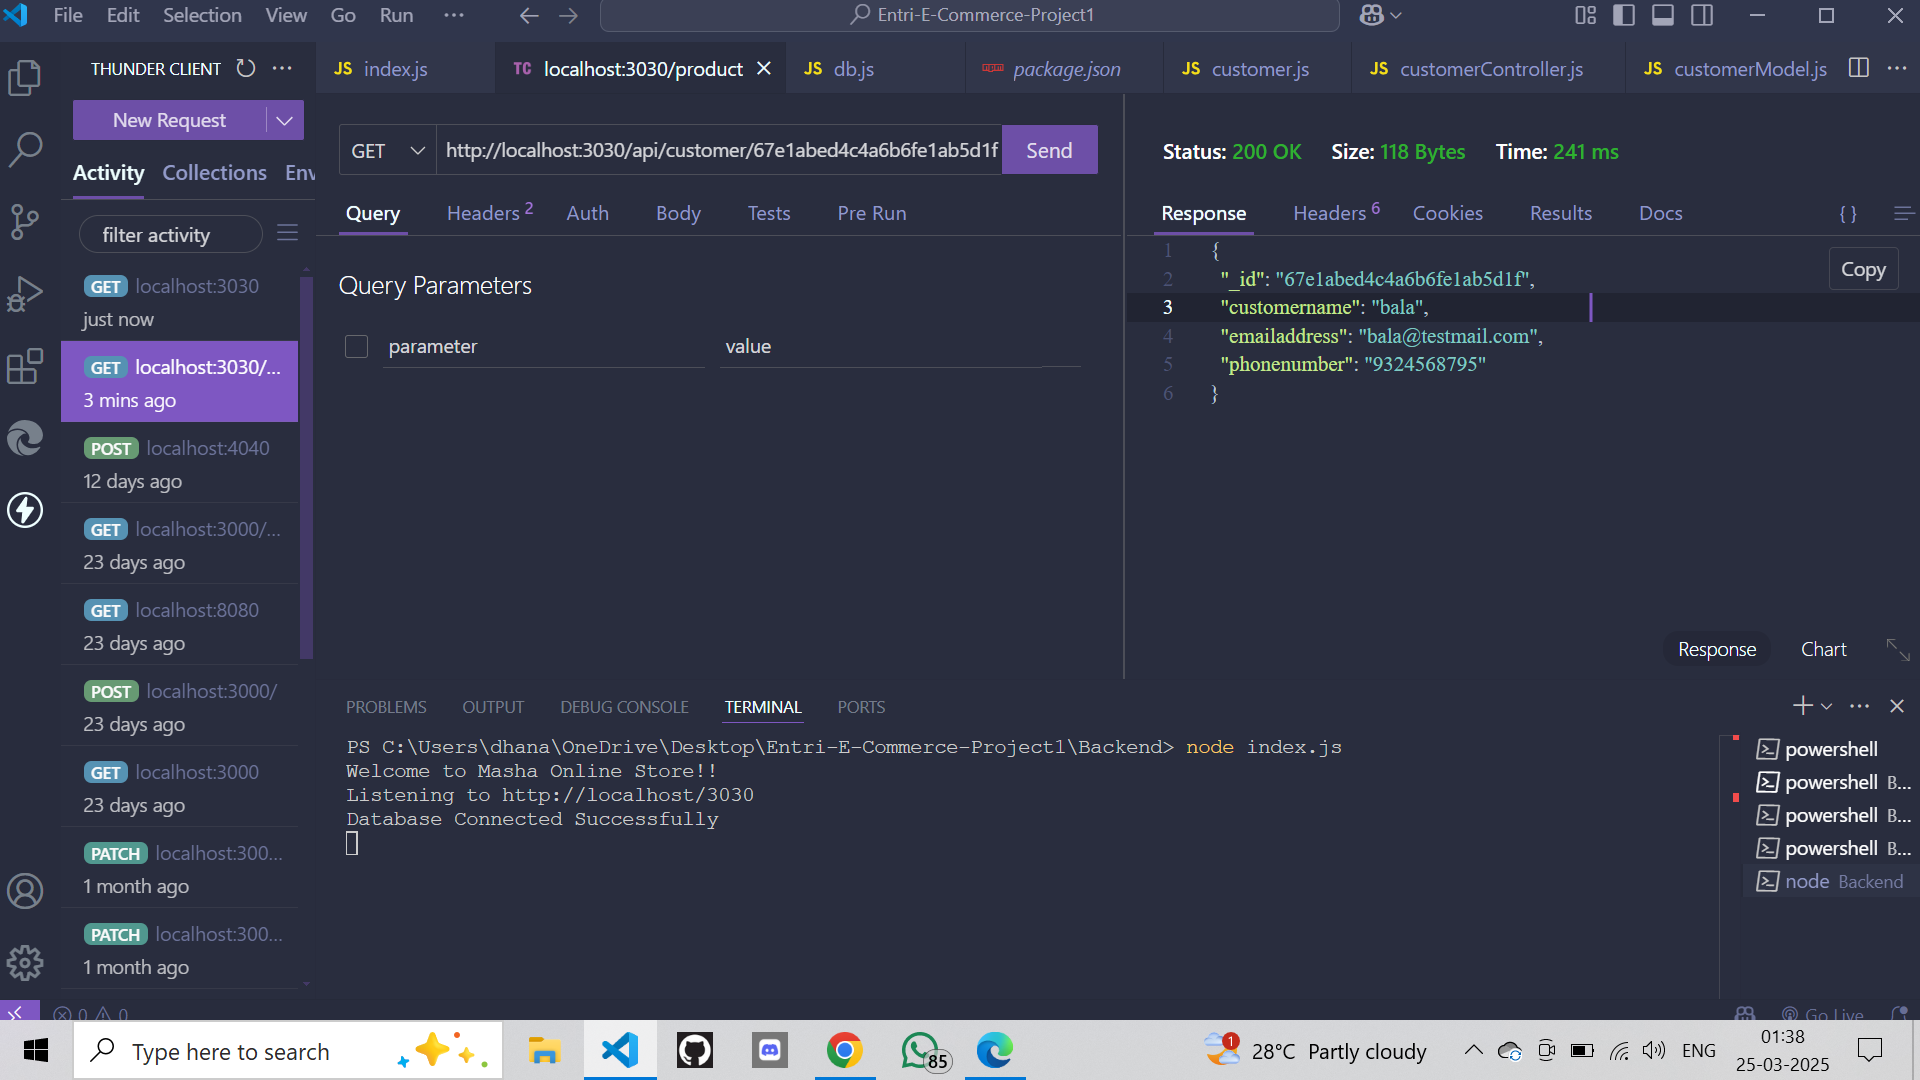 File Edit Selection View Go Run ···
Entri-E-Commerce-Project1
THUNDER CLIENT
JS index.js
TC localhost:3030/product
JS db.js
package.json
JS customer.js
JS customerController.js
JS customerModel.js
New Request
GET http://localhost:3030/api/customer/67e1abed4c4a6b6fe1ab5d1f Send
Status: 200 OK Size: 118 Bytes Time: 241 ms
Activity Collections Env
Query Headers 2 Auth Body Tests Pre Run
Response Headers 6 Cookies Results Docs { }
filter activity
Query Parameters
parameter value
GET localhost:3030
just now
GET localhost:3030/...
3 mins ago
POST localhost:4040
12 days ago
GET localhost:3000/...
23 days ago
GET localhost:8080
23 days ago
POST localhost:3000/
23 days ago
GET localhost:3000
23 days ago
PATCH localhost:300...
1 month ago
PATCH localhost:300...
1 month ago
1 {
2 "_id": "67e1abed4c4a6b6fe1ab5d1f",
3 "customername": "bala",
4 "emailaddress": "bala@testmail.com",
5 "phonenumber": "9324568795"
6 }
Copy
Response Chart
PROBLEMS OUTPUT DEBUG CONSOLE TERMINAL PORTS
PS C:\Users\dhana\OneDrive\Desktop\Entri-E-Commerce-Project1\Backend> node index.js
Welcome to Masha Online Store!!
Listening to http://localhost/3030
Database Connected Successfully
powershell
powershell B...
powershell B...
powershell B...
node Backend
0 0
Go Live
Type here to search
85
1
28°C Partly cloudy
ENG
01:38
25-03-2025